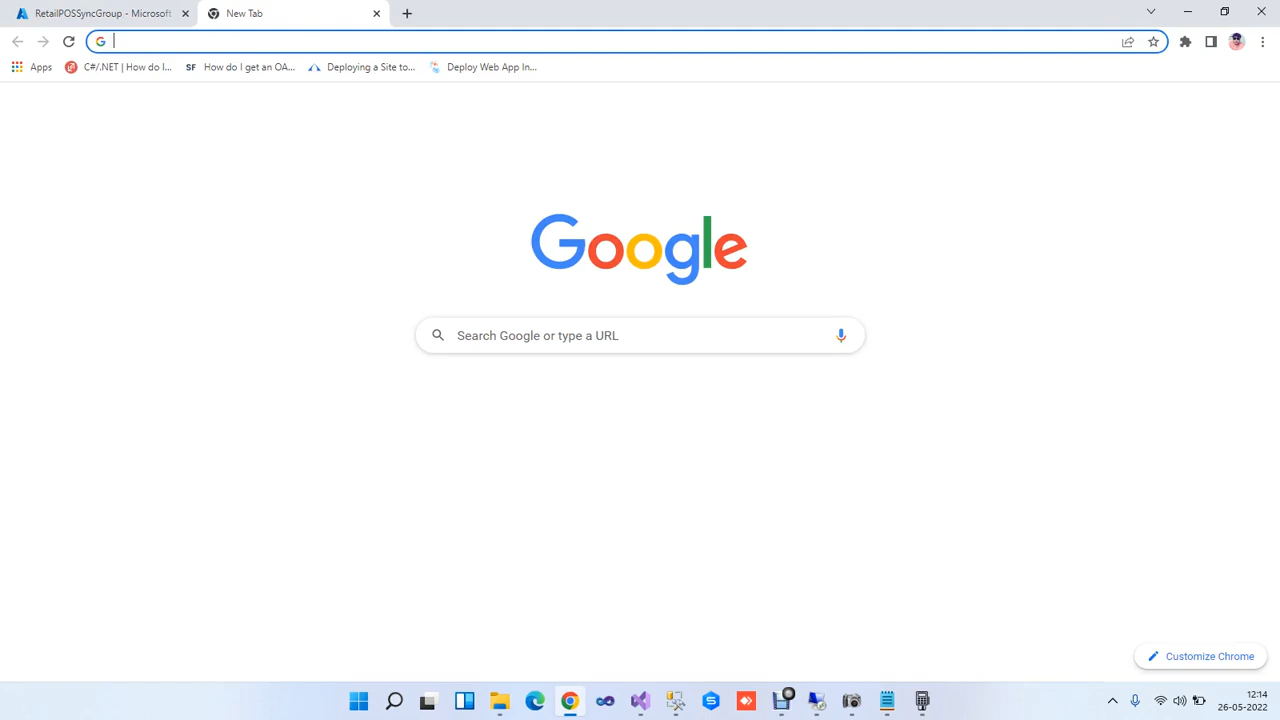 RetailPOSSyncGroup - Microsoft
New Tab
Apps
C#/.NET | How do I...
SF How do I get an OA...
Deploying a Site to...
Deploy Web App In...
Google
Search Google or type a URL
Customize Chrome
12:14
26-05-2022